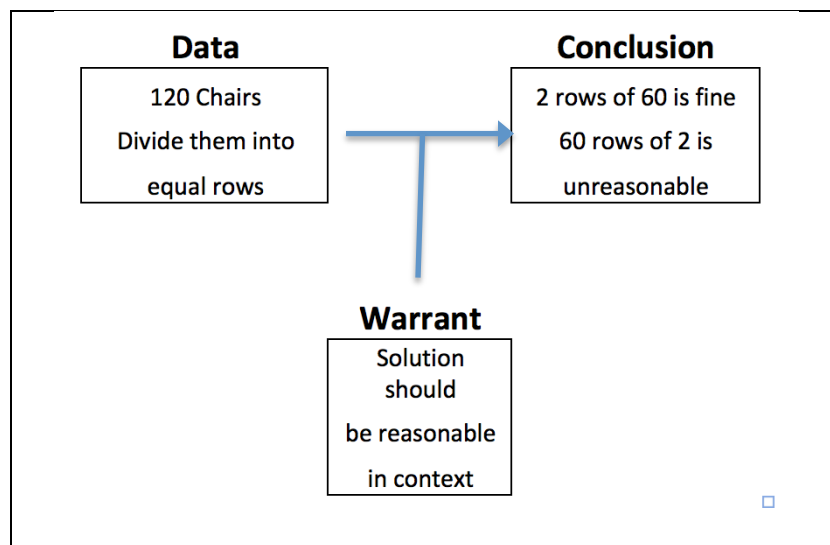 Data
120 Chairs
Divide them into
equal rows
Conclusion
2 rows of 60 is fine
60 rows of 2 is
unreasonable
Warrant
Solution
should
be reasonable
in context